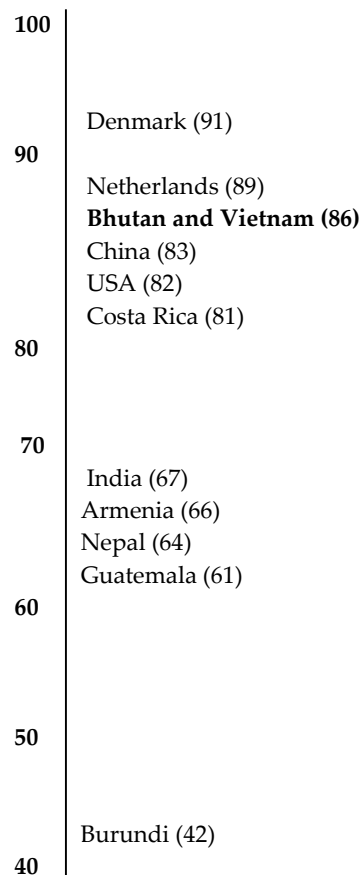 100
Denmark (91)
90
Netherlands (89)
Bhutan and Vietnam (86)
China (83)
USA (82)
Costa Rica (81)
80
70
India (67)
Armenia (66)
Nepal (64)
Guatemala (61)
60
50
Burundi (42)
40